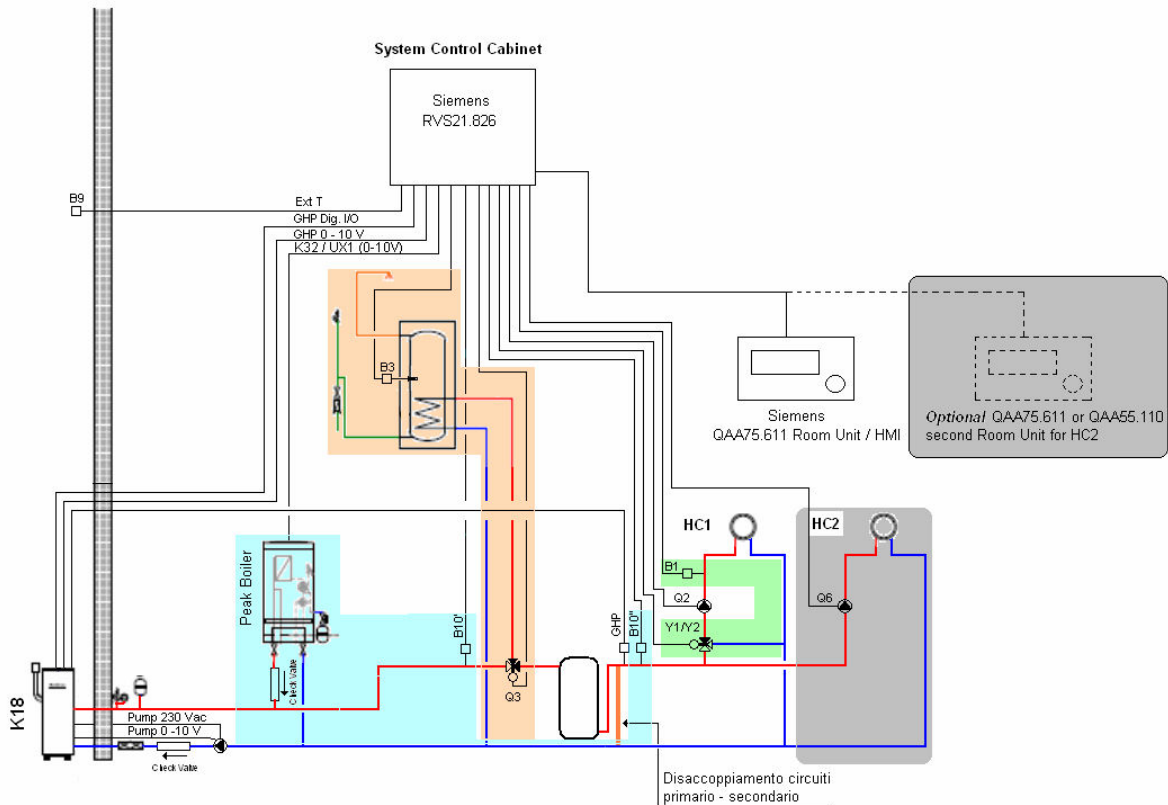 System Control Cabinet
Siemens
RVS21.826
B9
Ext T
GHP Dig. I/O
GHP 0 - 10 V
K32 / UX1 (0-10V)
B3
Siemens
QAA75.611 Room Unit / HMI
Optional QAA75.611 or QAA55.110
second Room Unit for HC2
HC1
HC2
Peak Boiler
B1
Q2
Q6
Y1/Y2
B10'
GHP
B10"
Check Valve
Q3
K18
Pump 230 Vac
Pump 0 -10 V
Check Valve
Disaccoppiamento circuiti
primario - secondario